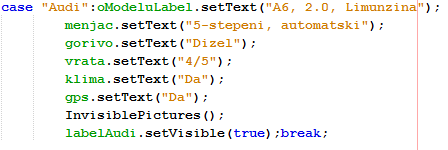 case "Audi":oModeluLabel.setText("A6, 2.0, Limunzina");
menjac.setText("5-stepeni, automatski");
gorivo.setText("Dizel");
vrata.setText("4/5");
klima.setText("Da");
gps.setText("Da");
InvisiblePictures();
labelAudi.setVisible(true);break;